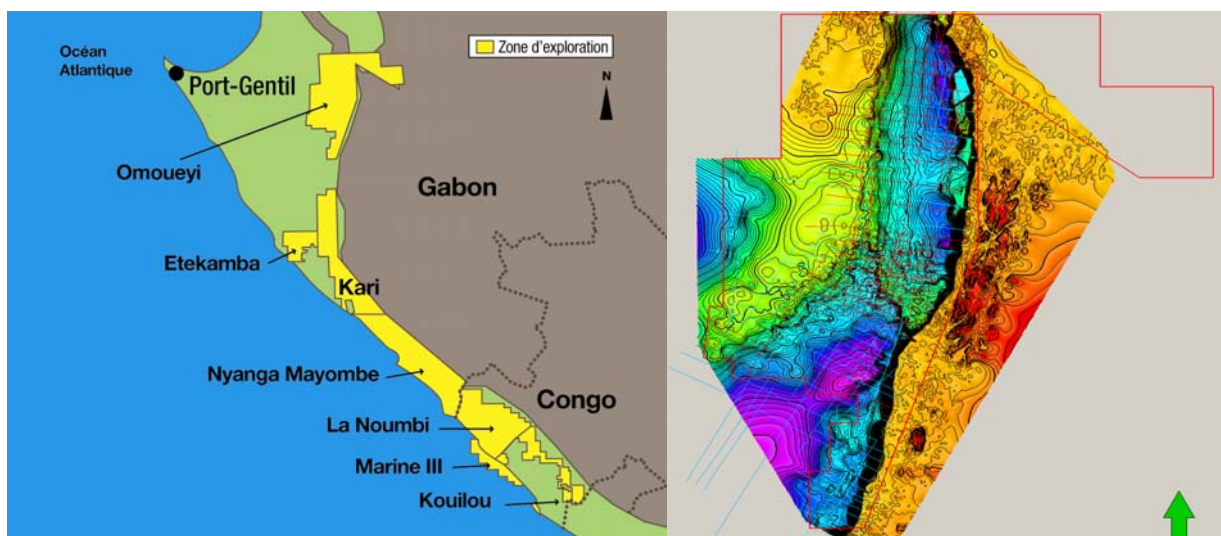 Océan
Atlantique
Port-Gentil
Zone d'exploration
N
Omoueyi
Gabon
Etekamba
Kari
Nyanga Mayombe
Congo
La Noumbi
Marine III
Kouilou